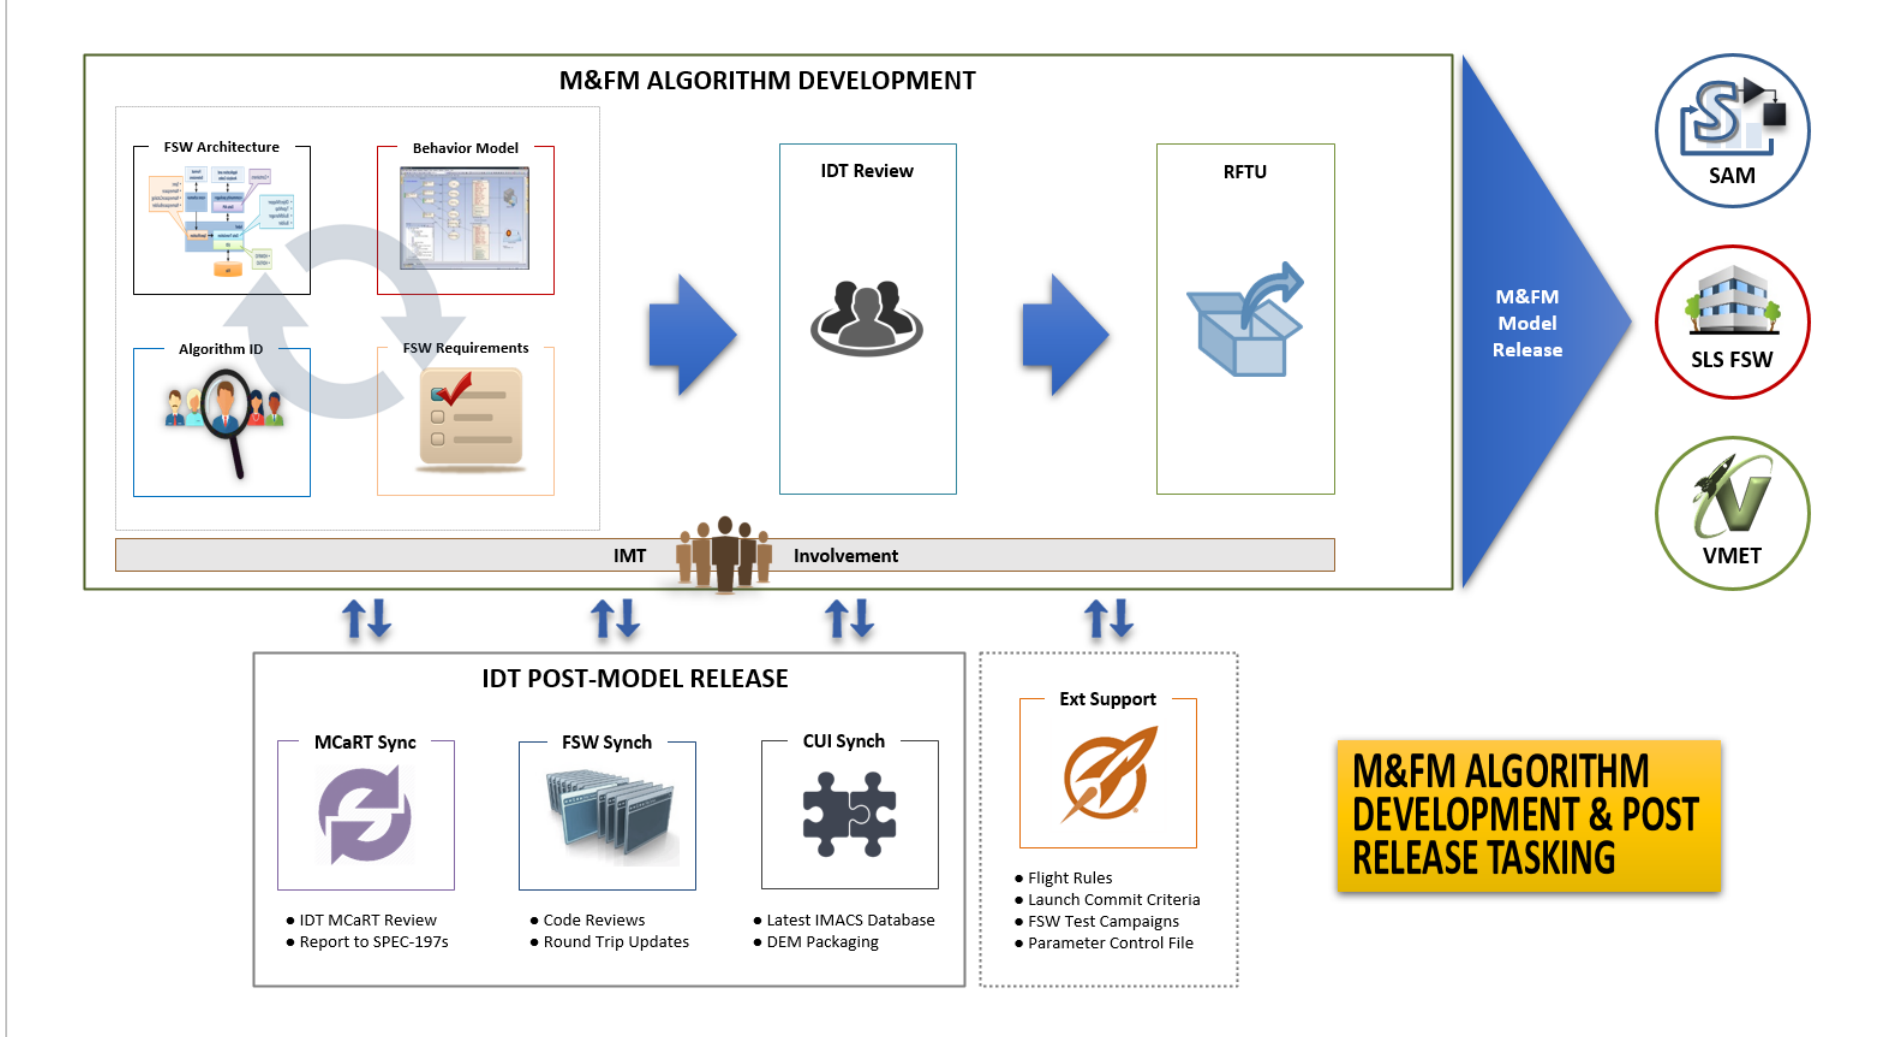 M&FM ALGORITHM DEVELOPMENT
FSW Architecture
Behavior Model
Algorithm ID
FSW Requirements
IDT Review
RFTU
IMT Involvement
M&FM
Model
Release
SAM
SLS FSW
V
VMET
IDT POST-MODEL RELEASE
MCaRT Sync
● IDT MCaRT Review
● Report to SPEC-197s
FSW Synch
● Code Reviews
● Round Trip Updates
CUI Synch
● Latest IMACS Database
● DEM Packaging
Ext Support
● Flight Rules
● Launch Commit Criteria
● FSW Test Campaigns
● Parameter Control File
M&FM ALGORITHM
DEVELOPMENT & POST
RELEASE TASKING